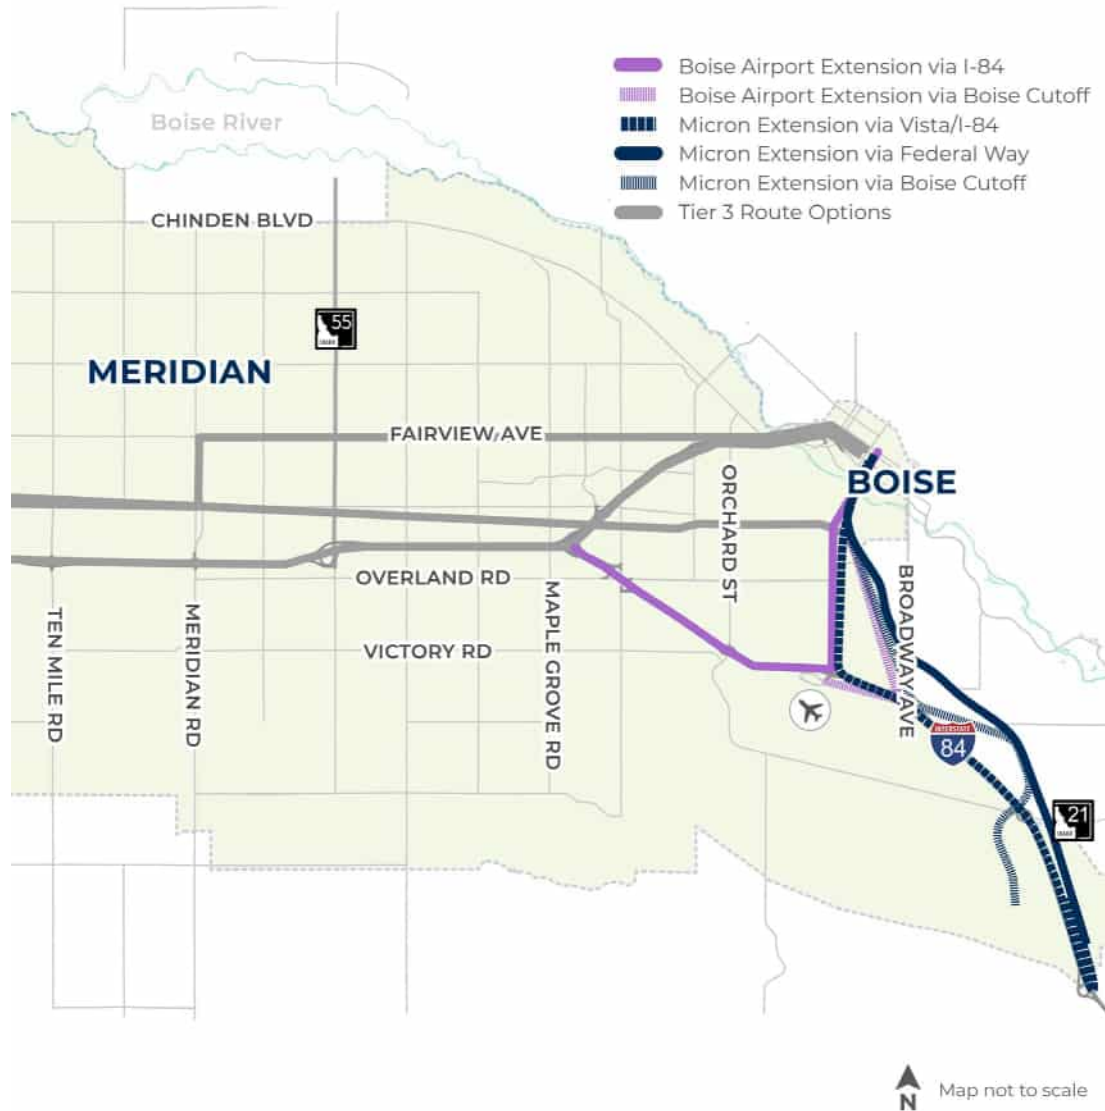 Boise Airport Extension via I-84
Boise Airport Extension via Boise Cutoff
Micron Extension via Vista/I-84
Micron Extension via Federal Way
Micron Extension via Boise Cutoff
Tier 3 Route Options
Boise River
CHINDEN BLVD
55
MERIDIAN
FAIRVIEW AVE
BOISE
ORCHARD ST
OVERLAND RD
BROADWAY AVE
TEN MILE RD
MERIDIAN RD
MAPLE GROVE RD
VICTORY RD
INTERSTATE
84
21
N
Map not to scale